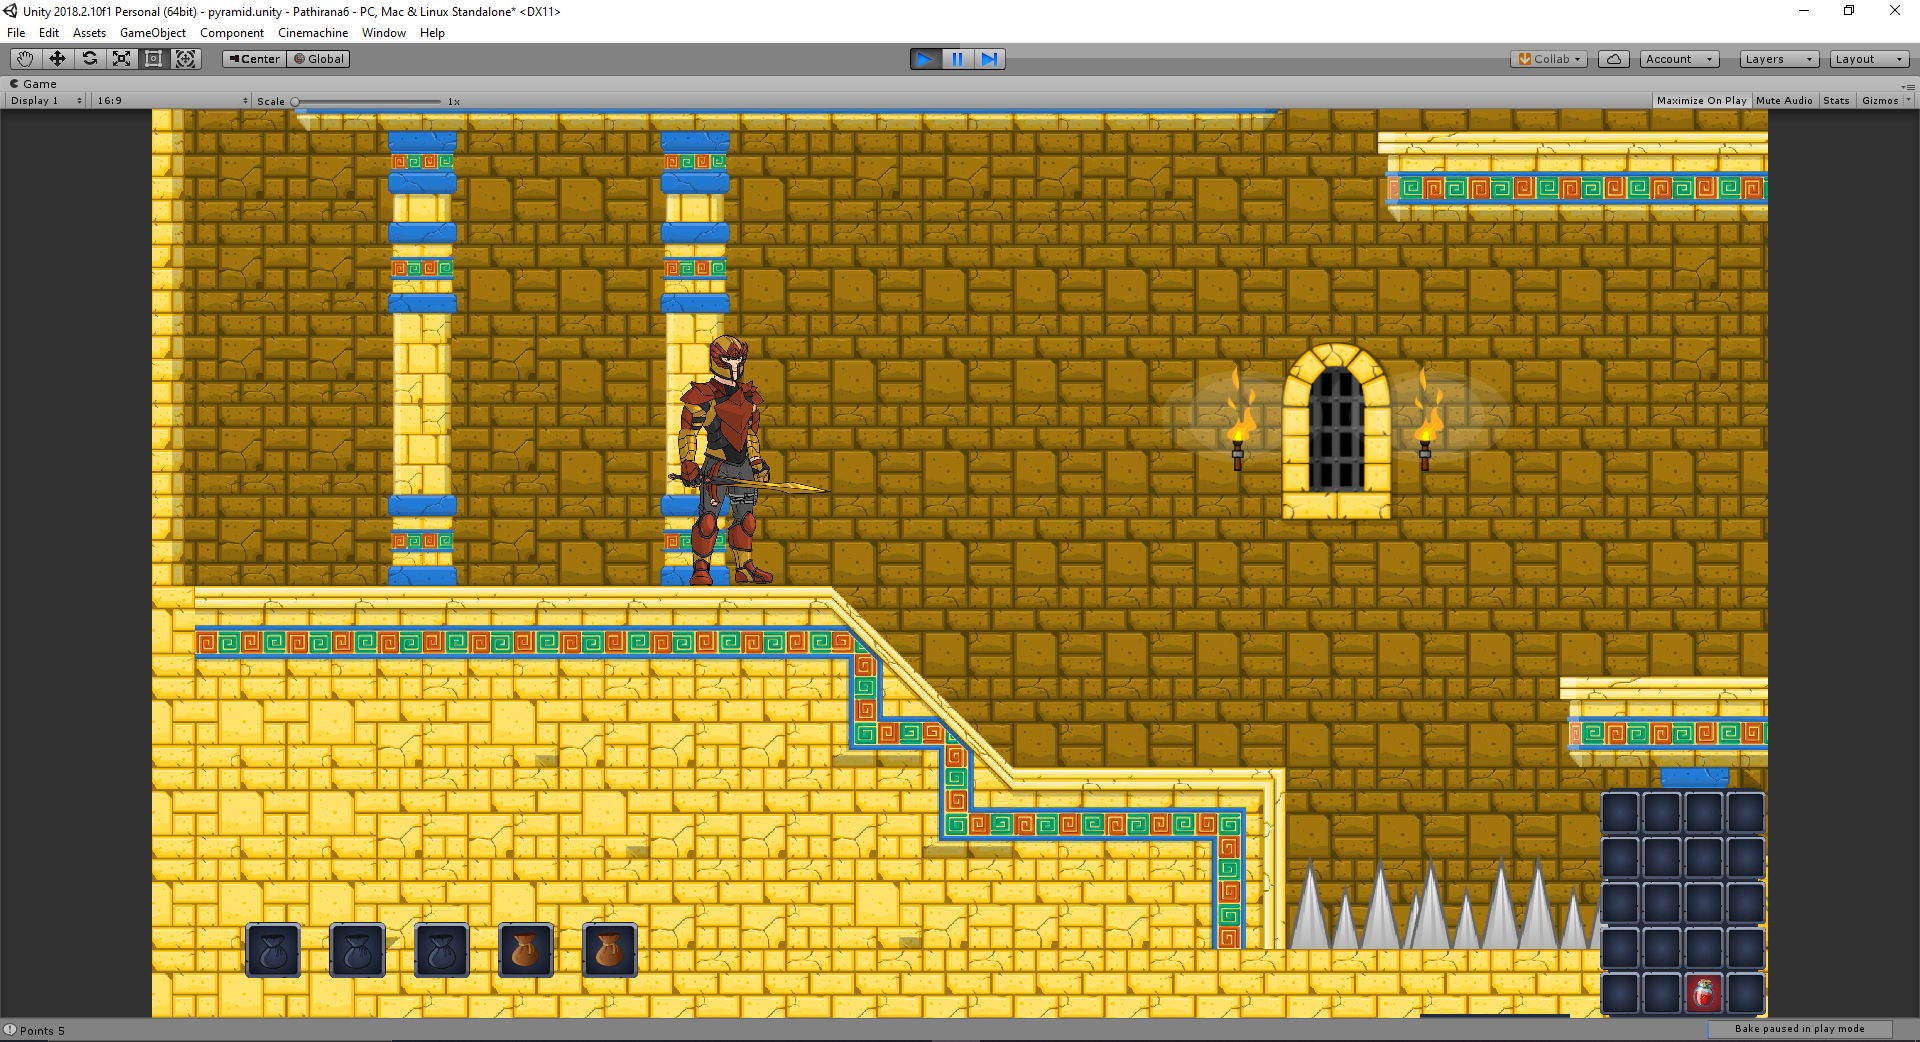 Unity 2018.2.10f1 Personal (64bit) - pyramid.unity - Pathirana6 - PC, Mac & Linux Standalone* <DX11>
File Edit Assets GameObject Component Cinemachine Window Help
Center Global Collab Account Layers Layout
Game
Display 1 16:9 Scale 1x Maximize On Play Mute Audio Stats Gizmos
Points 5 Bake paused in play mode